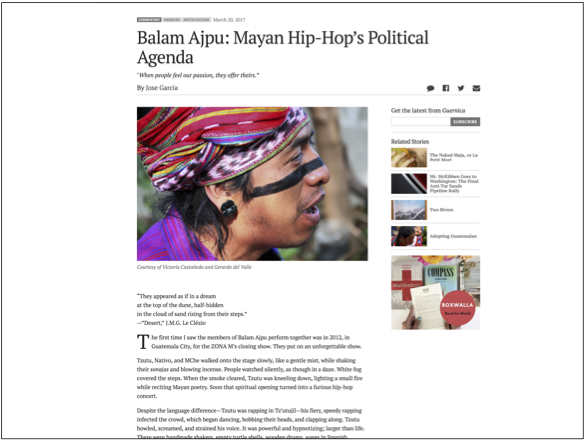 COMMENTARY AMERICAS ARTS & CULTURE March 30, 2017
Balam Ajpu: Mayan Hip-Hop's Political
Agenda
"When people feel our passion, they offer theirs."
By Jose Garcia
Get the latest from Guernica
SUBSCRIBE
Related Stories
The Naked Maja, or La
Petit Mort
Mr. McKibben Goes to
Washington: The Final
Anti-Tar Sands
Pipeline Rally
Two Rivers
Adopting Guatemalan
COMPASS
BOXWALLA
Read the World
Courtesy of Victoria Castañeda and Gerardo del Valle
"They appeared as if in a dream
at the top of the dune, half-hidden
in the cloud of sand rising from their steps."
—"Desert," J.M.G. Le Clézio
The first time I saw the members of Balam Ajpu perform together was in 2012, in
Guatemala City, for the ZONA M's closing show. They put on an unforgettable show.
Tzutu, Nativo, and MChe walked onto the stage slowly, like a gentle mist, while shaking
their sonajas and blowing incense. People watched silently, as though in a daze. White fog
covered the steps. When the smoke cleared, Tzutu was kneeling down, lighting a small fire
while reciting Mayan poetry. Soon that spiritual opening turned into a furious hip-hop
concert.
Despite the language difference—Tzutu was rapping in Tz'utujil—his fiery, speedy rapping
infected the crowd, which began dancing, bobbing their heads, and clapping along. Tzutu
howled, screamed, and strained his voice. It was powerful and hypnotizing; larger than life.
There were handmade shakers, empty turtle shells, wooden drums, songs in Spanish